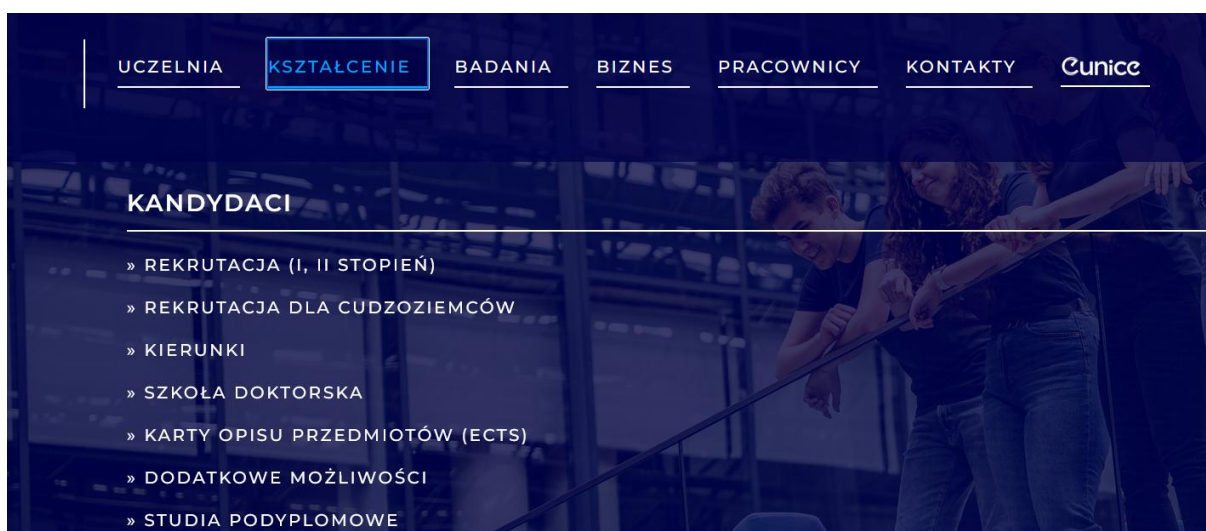 UCZELNIA KSZTAŁCENIE BADANIA BIZNES PRACOWNICY KONTAKTY eunice
KANDYDACI
» REKRUTACJA (I, II STOPIEŃ)
» REKRUTACJA DLA CUDZOZIEMCÓW
» KIERUNKI
» SZKOŁA DOKTORSKA
» KARTY OPISU PRZEDMIOTÓW (ECTS)
» DODATKOWE MOŻLIWOŚCI
» STUDIA PODYPLOMOWE